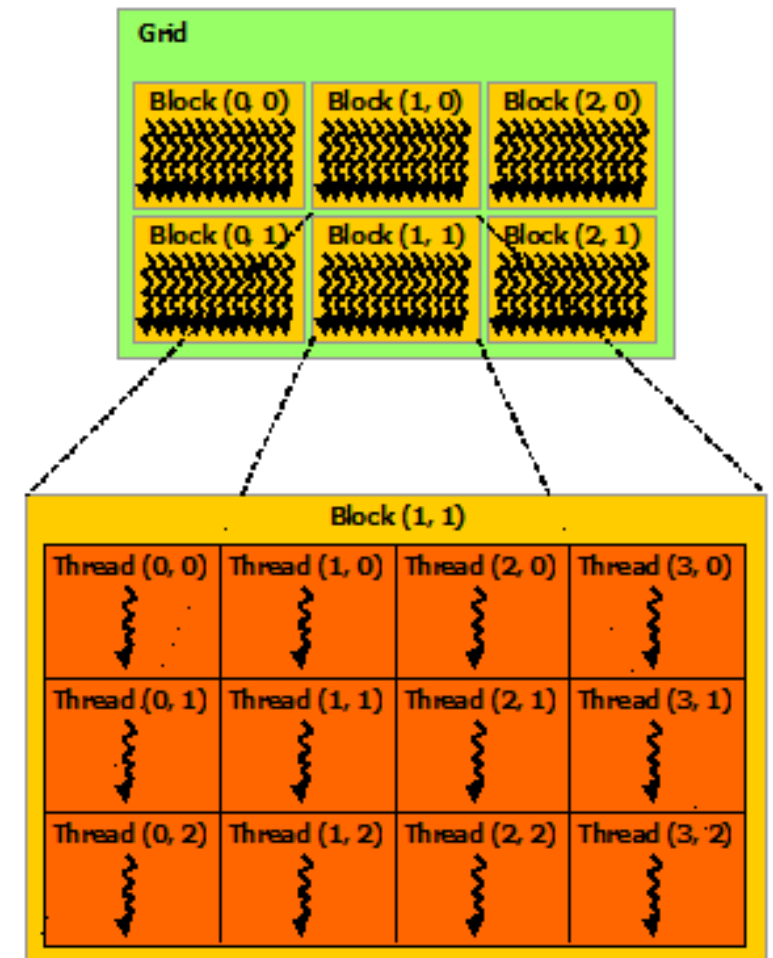 Grid
Block (0, 0) Block (1, 0) Block (2, 0)
Block (0, 1) Block (1, 1) Block (2, 1)
Block (1, 1)
Thread (0, 0) Thread (1, 0) Thread (2, 0) Thread (3, 0)
Thread (0, 1) Thread (1, 1) Thread (2, 1) Thread (3, 1)
Thread (0, 2) Thread (1, 2) Thread (2, 2) Thread (3, 2)